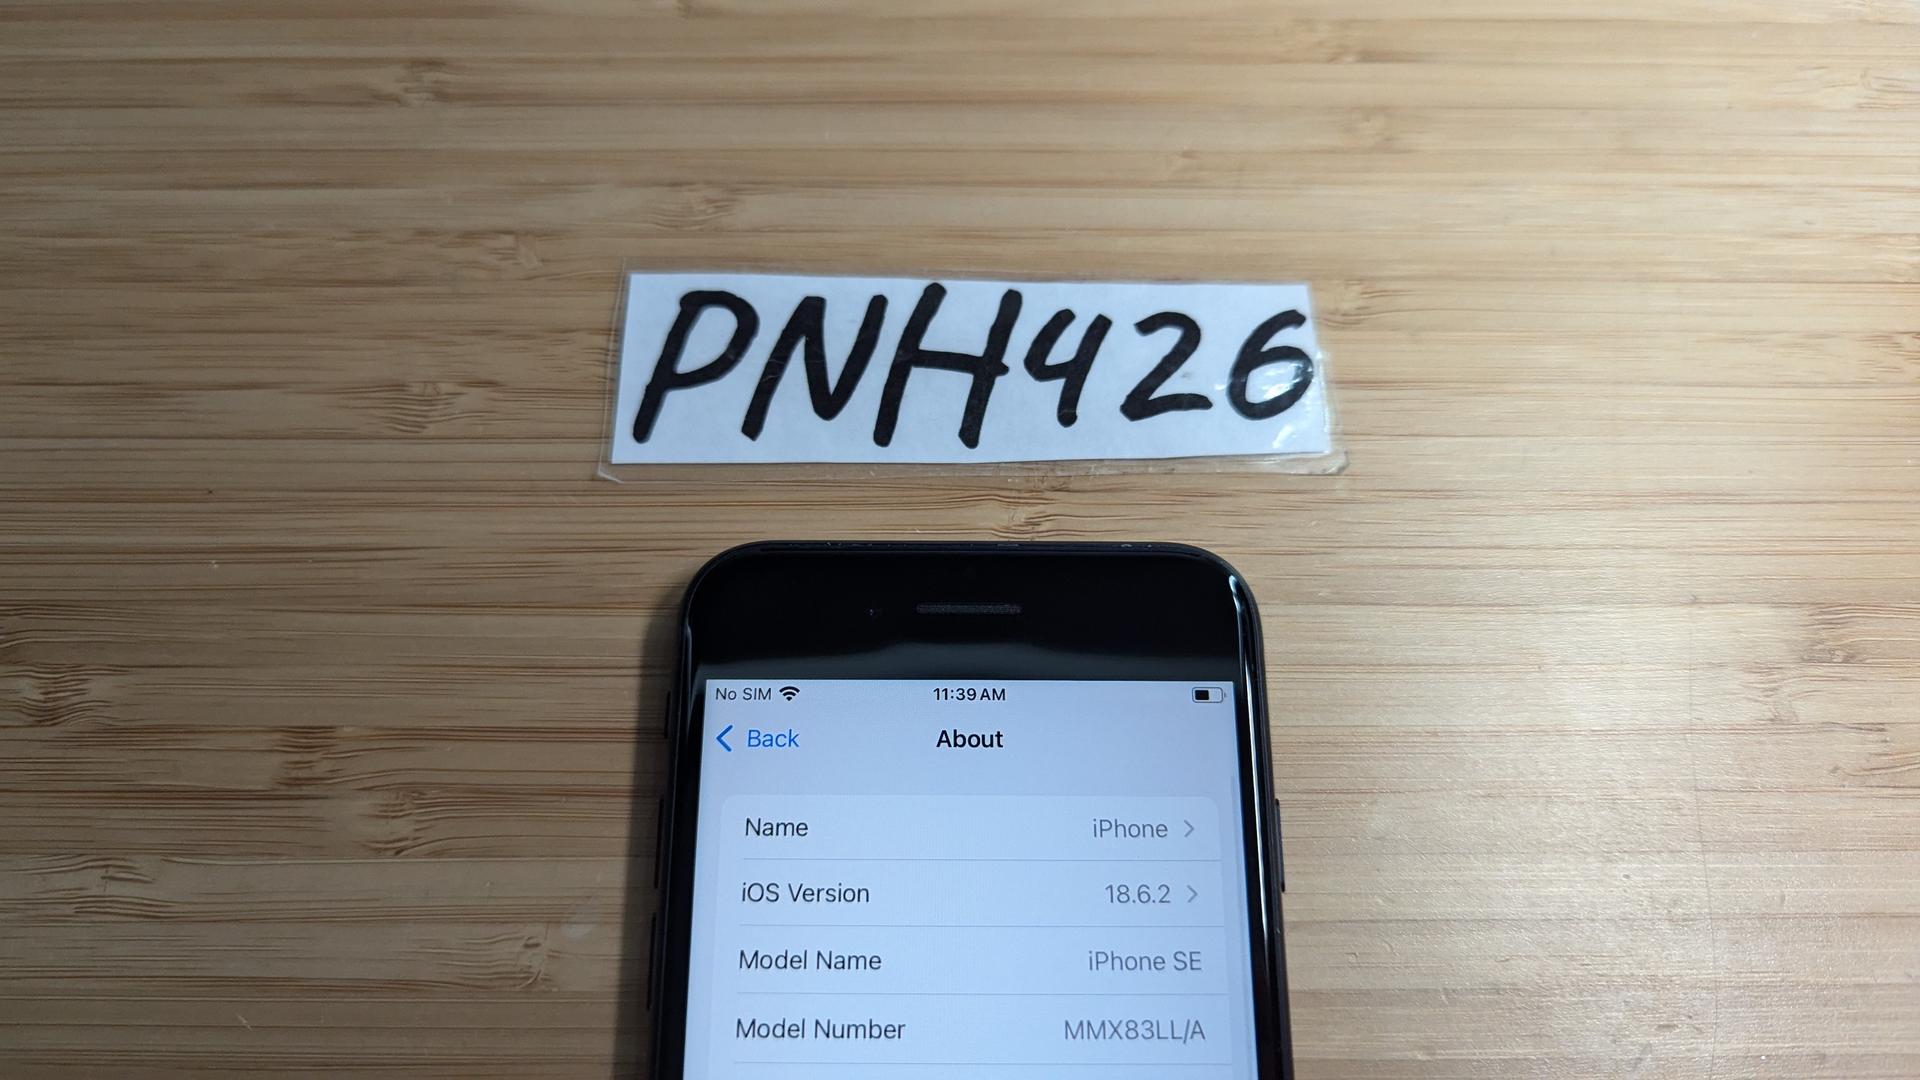 PNH426
No SIM 11:39 AM
Back About
Name iPhone
iOS Version 18.6.2
Model Name iPhone SE
Model Number MMX83LL/A